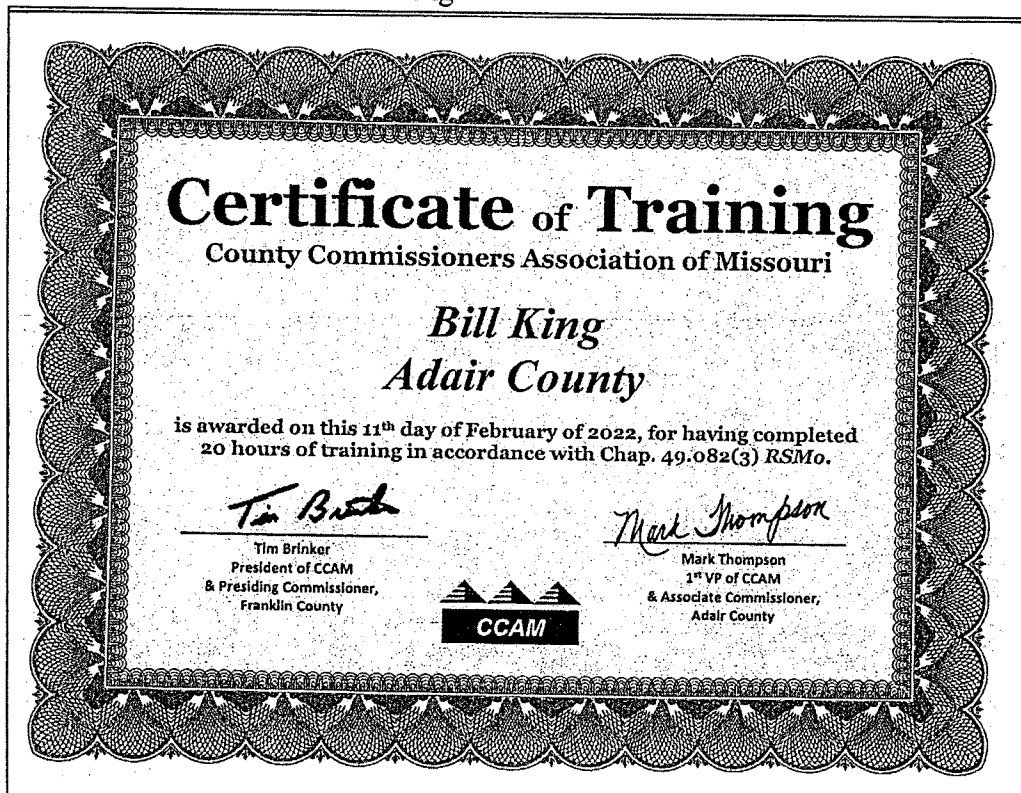 Certificate of Training
County Commissioners Association of Missouri
Bill King
Adair County
is awarded on this 11th day of February of 2022, for having completed
20 hours of training in accordance with Chap. 49.082(3) RSMo.
Tim Brinker
Tim Brinker
President of CCAM
& Presiding Commissioner,
Franklin County
Mark Thompson
Mark Thompson
1st VP of CCAM
& Associate Commissioner,
Adair County
CCAM